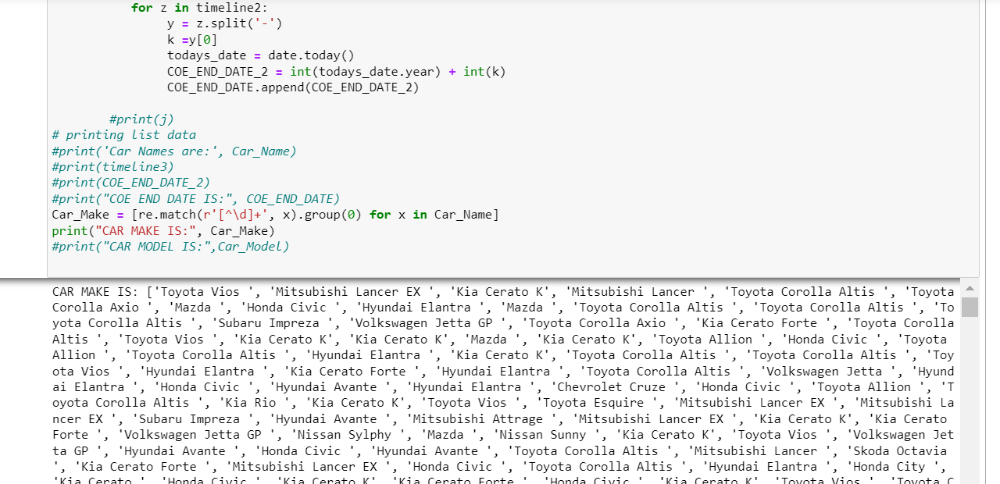 for z in timeline2:
y = z.split('-')
k =y[0]
todays_date = date.today()
COE_END_DATE_2 = int(todays_date.year) + int(k)
COE_END_DATE.append(COE_END_DATE_2)
#print(j)
# printing list data
#print('Car Names are:', Car_Name)
#print(timeline3)
#print(COE_END_DATE_2)
#print("COE END DATE IS:", COE_END_DATE)
Car_Make = [re.match(r'[^\d]+', x).group(0) for x in Car_Name]
print("CAR MAKE IS:", Car_Make)
#print("CAR MODEL IS:",Car_Model)
CAR MAKE IS: ['Toyota Vios ', 'Mitsubishi Lancer EX ', 'Kia Cerato K', 'Mitsubishi Lancer ', 'Toyota Corolla Altis ', 'Toyota
Corolla Axio ', 'Mazda ', 'Honda Civic ', 'Hyundai Elantra ', 'Mazda ', 'Toyota Corolla Altis ', 'Toyota Corolla Altis ', 'To
yota Corolla Altis ', 'Subaru Impreza ', 'Volkswagen Jetta GP ', 'Toyota Corolla Axio ', 'Kia Cerato Forte ', 'Toyota Corolla
Altis ', 'Toyota Vios ', 'Kia Cerato K', 'Kia Cerato K', 'Mazda ', 'Kia Cerato K', 'Toyota Allion ', 'Honda Civic ', 'Toyota
Allion ', 'Toyota Corolla Altis ', 'Hyundai Elantra ', 'Kia Cerato K', 'Toyota Corolla Altis ', 'Toyota Corolla Altis ', 'Toy
ota Vios ', 'Hyundai Elantra ', 'Kia Cerato Forte ', 'Hyundai Elantra ', 'Toyota Corolla Altis ', 'Volkswagen Jetta ', 'Hyund
ai Elantra ', 'Honda Civic ', 'Hyundai Avante ', 'Hyundai Elantra ', 'Chevrolet Cruze ', 'Honda Civic ', 'Toyota Allion ', 'T
oyota Corolla Altis ', 'Kia Rio ', 'Kia Cerato K', 'Toyota Vios ', 'Toyota Esquire ', 'Mitsubishi Lancer EX ', 'Mitsubishi La
ncer EX ', 'Subaru Impreza ', 'Hyundai Avante ', 'Mitsubishi Attrage ', 'Mitsubishi Lancer EX ', 'Kia Cerato K', 'Kia Cerato
Forte ', 'Volkswagen Jetta GP ', 'Nissan Sylphy ', 'Mazda ', 'Nissan Sunny ', 'Kia Cerato K', 'Toyota Vios ', 'Volkswagen Jet
ta GP ', 'Hyundai Avante ', 'Honda Civic ', 'Hyundai Avante ', 'Toyota Corolla Altis ', 'Mitsubishi Lancer ', 'Skoda Octavia
', 'Kia Cerato Forte ', 'Mitsubishi Lancer EX ', 'Honda Civic ', 'Toyota Corolla Altis ', 'Hyundai Elantra ', 'Honda City ',
'Kia Cerato ', 'Honda Civic ', 'Kia Cerato K', 'Kia Cerato Forte ', 'Honda Civic ', 'Kia Cerato K', 'Toyota Vios ', 'Toyota C